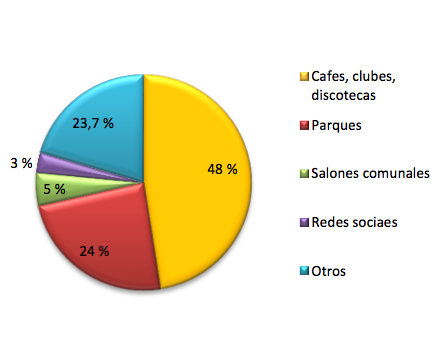 Cafes, clubes,
discotecas
Parques
Salones comunales
Redes sociaes
Otros
23,7 %
48 %
3 %
5 %
24 %